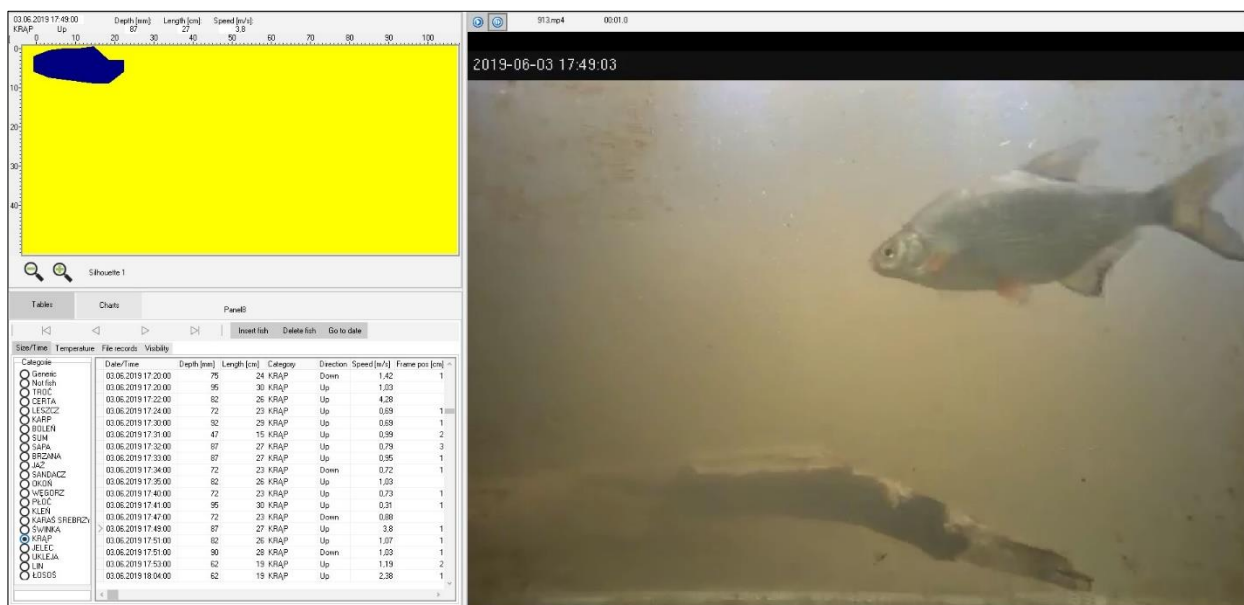 03.06.2019 17:49:00 Depth [mm]: Length [cm] Speed [m/s]:
KRĄP Up 87 27 3,8
0 10 20 30 40 50 60 70 80 90 100
0
10
20
30
40
Silhouette 1
Tables Charts Panel8
Insert fish Delete fish Go to date
Size/Time Temperature File records Visibility
Categorie
Generic
Not fish
TROĆ
CERTA
LESZCZ
KARP
BOLEŃ
SUM
SAPA
BRZANA
JAŹ
SANDACZ
OKOŃ
WĘGORZ
PŁOĆ
KLEŃ
KARAŚ SREBRZY
ŚWINKA
KRĄP
JELEC
UKLEJA
LIN
ŁOSOŚ
Date/Time Depth [mm] Length [cm] Category Direction Speed [m/s] Frame pos [cm]
03.06.2019 17:20:00 75 24 KRĄP Down 1,42 1
03.06.2019 17:20:00 95 30 KRĄP Up 1,03
03.06.2019 17:22:00 82 26 KRĄP Up 4,28
03.06.2019 17:24:00 72 23 KRĄP Up 0,69 1
03.06.2019 17:30:00 92 29 KRĄP Up 0,69 1
03.06.2019 17:31:00 47 15 KRĄP Up 0,99 2
03.06.2019 17:32:00 87 27 KRĄP Up 0,79 3
03.06.2019 17:33:00 87 27 KRĄP Up 0,95 1
03.06.2019 17:34:00 72 23 KRĄP Down 0,72 1
03.06.2019 17:35:00 82 26 KRĄP Up 1,03
03.06.2019 17:40:00 72 23 KRĄP Up 0,73 1
03.06.2019 17:41:00 95 30 KRĄP Up 0,31 1
03.06.2019 17:47:00 72 23 KRĄP Down 0,88
03.06.2019 17:49:00 87 27 KRĄP Up 3,8 1
03.06.2019 17:51:00 82 26 KRĄP Up 1,07 1
03.06.2019 17:51:00 90 28 KRĄP Down 1,03 1
03.06.2019 17:53:00 62 19 KRĄP Up 1,19 2
03.06.2019 18:04:00 62 19 KRĄP Up 2,38 1
913.mp4 00:01.0
2019-06-03 17:49:03